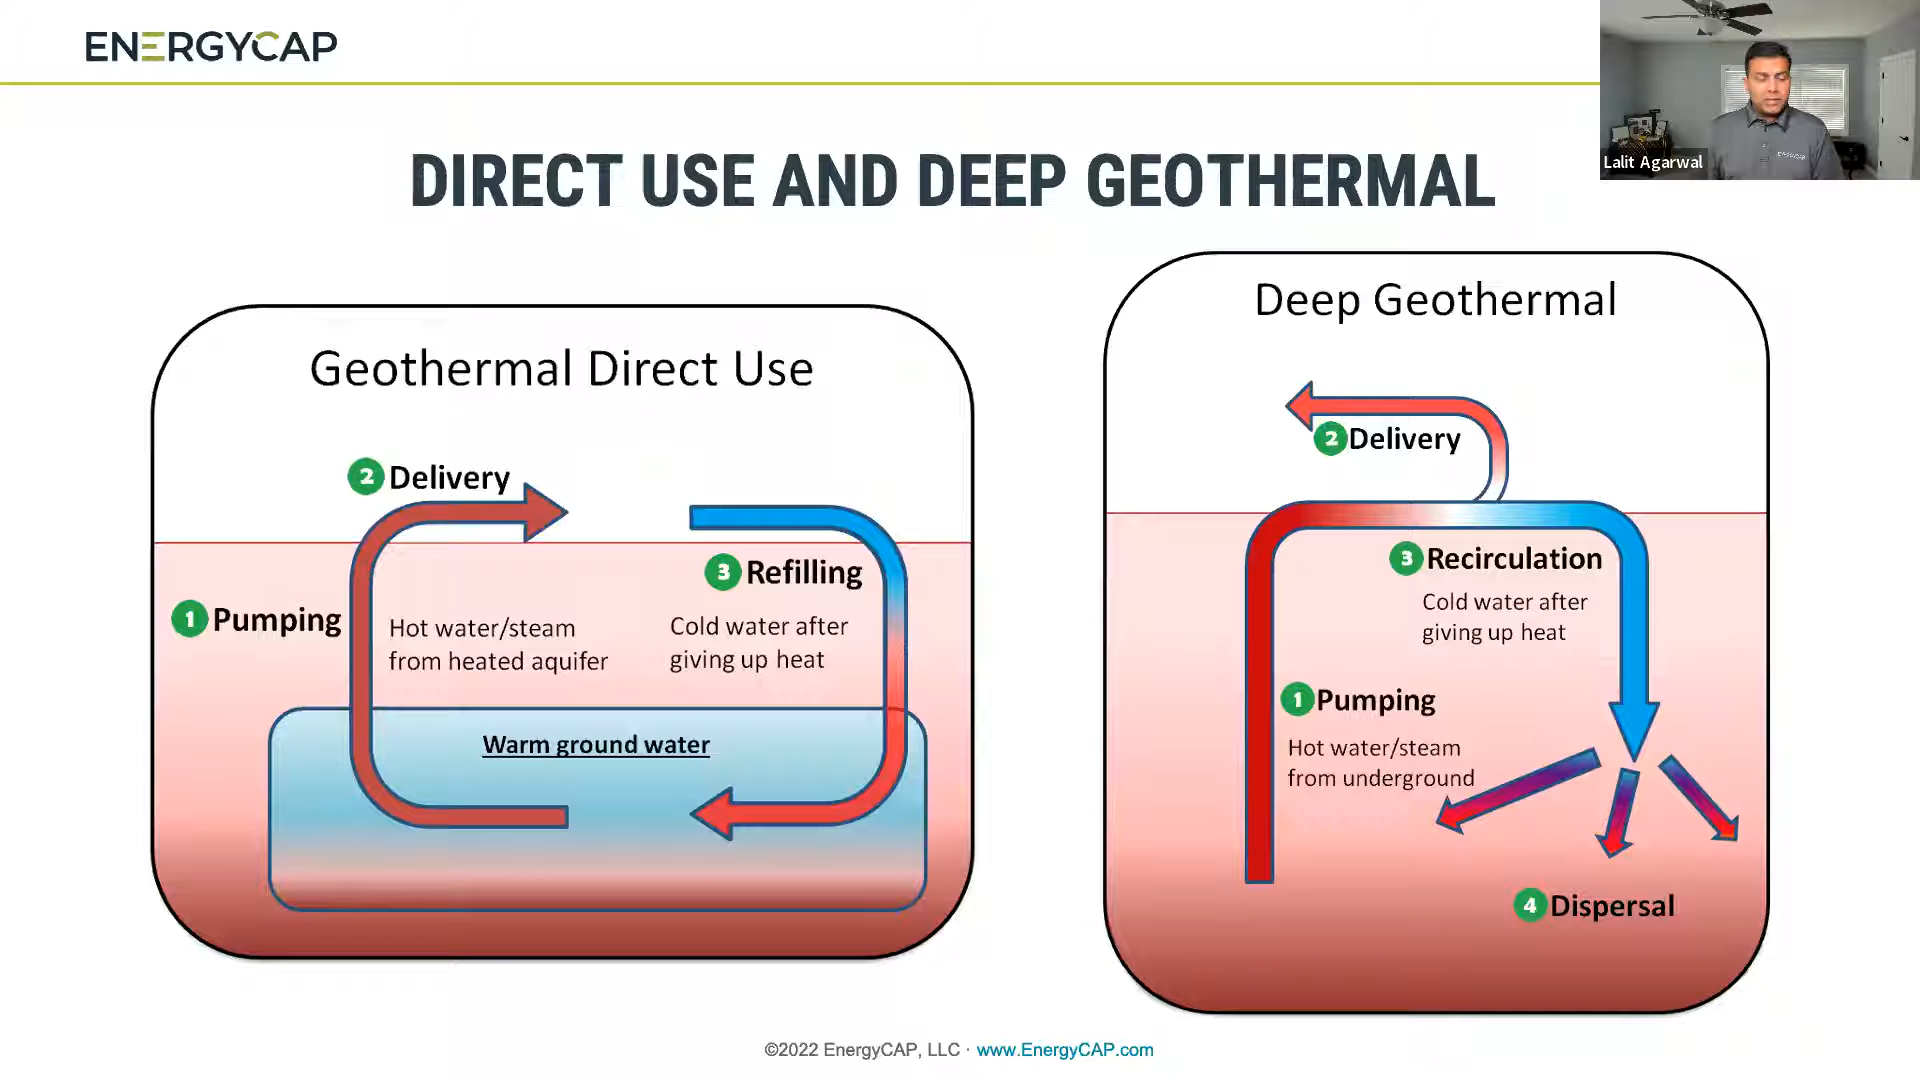 ENERGYCAP
Lalit Agarwal
DIRECT USE AND DEEP GEOTHERMAL
Geothermal Direct Use
2 Delivery
3 Refilling
1 Pumping
Hot water/steam
from heated aquifer
Cold water after
giving up heat
Warm ground water
Deep Geothermal
2 Delivery
3 Recirculation
Cold water after
giving up heat
1 Pumping
Hot water/steam
from underground
4 Dispersal
©2022 EnergyCAP, LLC · www.EnergyCAP.com